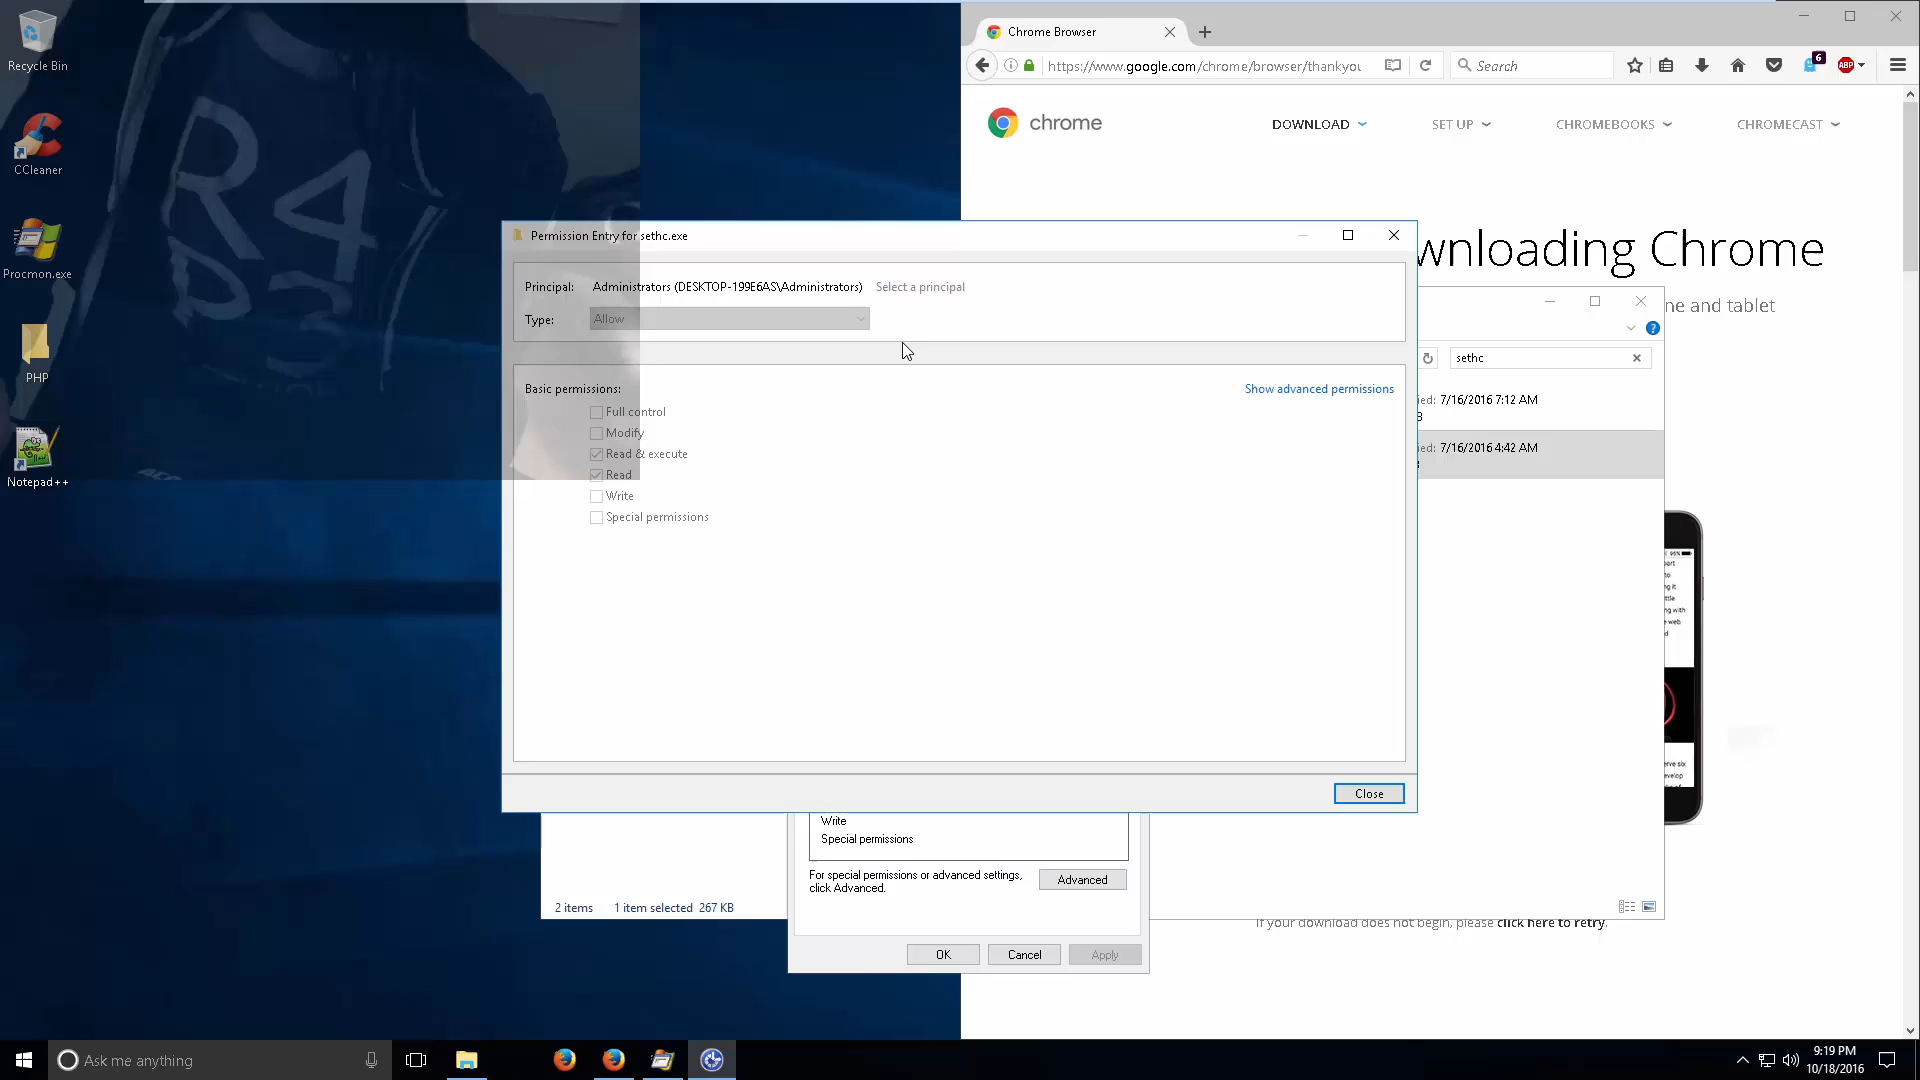 Recycle Bin
CCleaner
Procmon.exe
PHP
Notepad++
R4
Chrome Browser
https://www.google.com/chrome/browser/thankyou
Search
6
ABP
chrome
DOWNLOAD
SET UP
CHROMEBOOKS
CHROMECAST
wnloading Chrome
ne and tablet
Permission Entry for sethc.exe
Principal: Administrators (DESKTOP-199E6AS\Administrators) Select a principal
Type: Allow
Basic permissions:
Show advanced permissions
Full control
Modify
Read & execute
Read
Write
Special permissions
Close
sethc
ied: 7/16/2016 7:12 AM
ied: 7/16/2016 4:42 AM
Write
Special permissions
For special permissions or advanced settings,
click Advanced.
Advanced
OK
Cancel
Apply
2 items
1 item selected 267 KB
If your download does not begin, please click here to retry.
Ask me anything
9:19 PM
10/18/2016